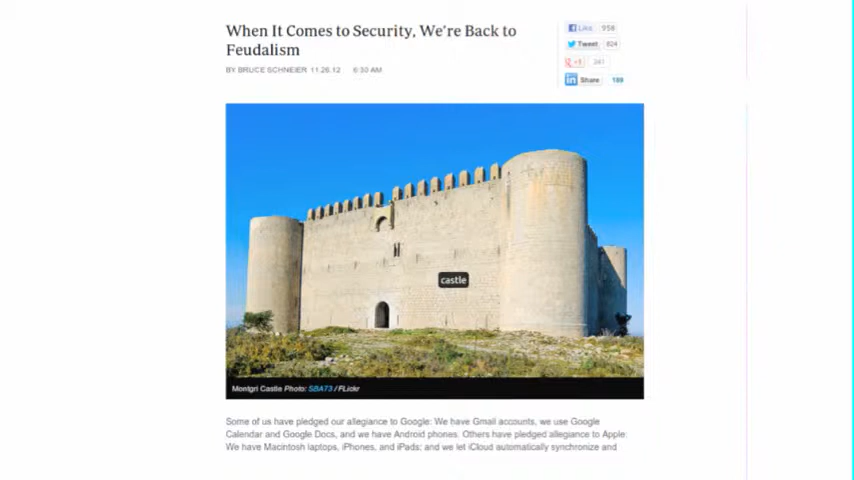 When It Comes to Security, We're Back to
Feudalism
BY BRUCE SCHNEIER 11.26.12 6:30 AM
Like 958
Tweet 824
+1 241
in Share 189
castle
Montgri Castle Photo: SBA73 / FLickr
Some of us have pledged our allegiance to Google: We have Gmail accounts, we use Google
Calendar and Google Docs, and we have Android phones. Others have pledged allegiance to Apple:
We have Macintosh laptops, iPhones, and iPads; and we let iCloud automatically synchronize and